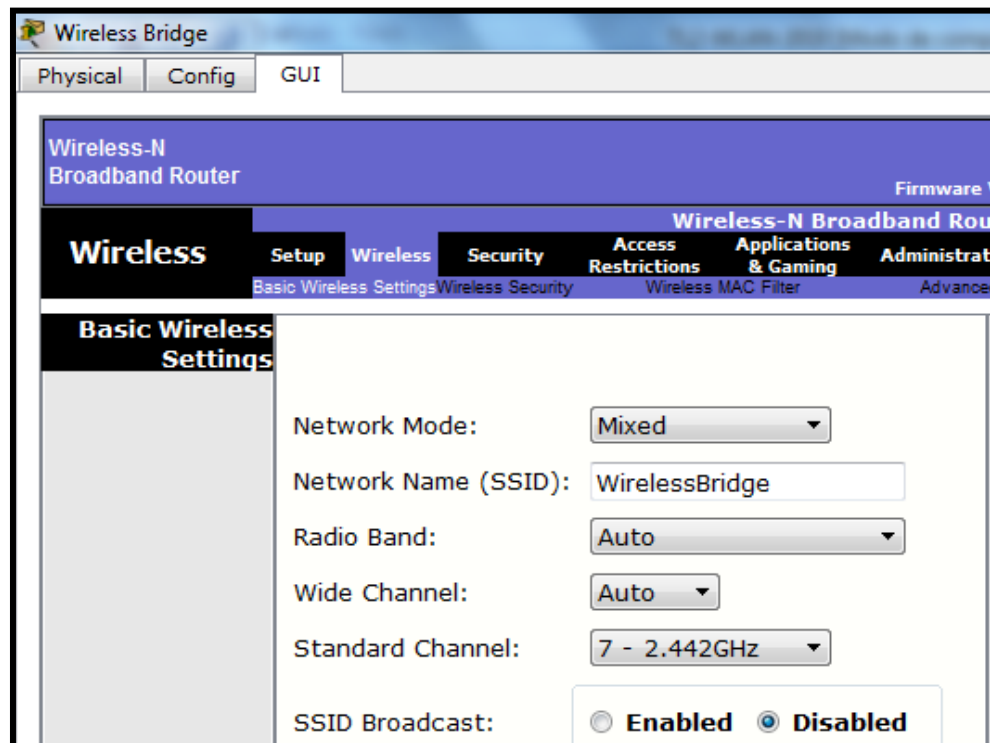 Wireless Bridge
Physical Config GUI
Wireless-N
Broadband Router
Firmware
Wireless-N Broadband Rou
Wireless Setup Wireless Security Access Restrictions Applications & Gaming Administrat
Basic Wireless Settings Wireless Security Wireless MAC Filter Advance
Basic Wireless
Settings
Network Mode: Mixed
Network Name (SSID): WirelessBridge
Radio Band: Auto
Wide Channel: Auto
Standard Channel: 7 - 2.442GHz
SSID Broadcast: Enabled Disabled